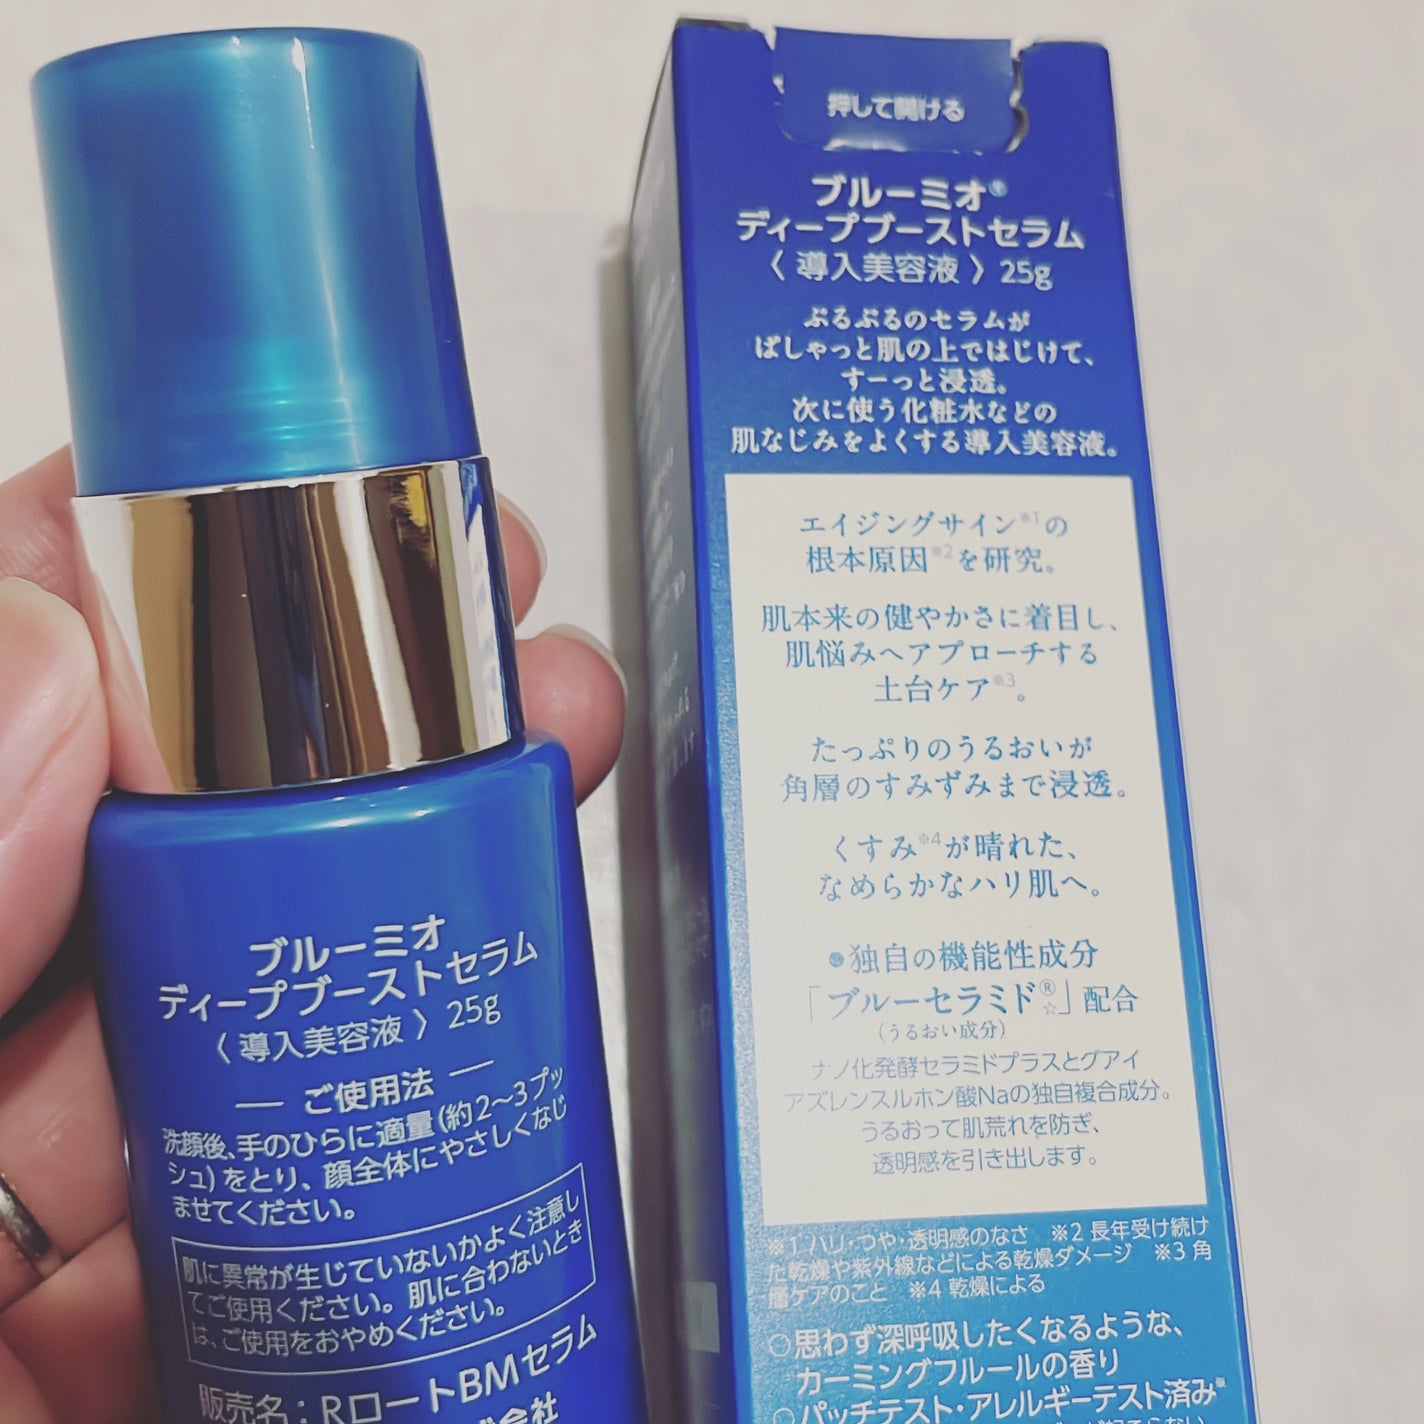 ブルーミオ
ディープブーストセラム
〈 導入美容液 〉 25g
― ご使用法 ―
洗顔後、手のひらに適量(約2〜3プッ
シュ)をとり、顔全体にやさしくなじ
ませてください。
肌に異常が生じていないかよく注意し
てご使用ください。肌に合わないとき
は、ご使用をおやめください。
販売名：RロートBMセラム
押して開ける
ブルーミオ®
ディープブーストセラム
〈 導入美容液 〉 25g
ぷるぷるのセラムが
ぱしゃっと肌の上ではじけて、
すーっと浸透。
次に使う化粧水などの
肌なじみをよくする導入美容液。
エイジングサイン※1の
根本原因※2を研究。
肌本来の健やかさに着目し、
肌悩みへアプローチする
土台ケア※3。
たっぷりのうるおいが
角層のすみずみまで浸透。
くすみ※4が晴れた、
なめらかなハリ肌へ。
●独自の機能性成分
「ブルーセラミド®☆」配合
（うるおい成分）
ナノ化発酵セラミドプラスとグアイ
アズレンスルホン酸Naの独自複合成分。
うるおって肌荒れを防ぎ、
透明感を引き出します。
※1 ハリ・つや・透明感のなさ ※2 長年受け続け
た乾燥や紫外線などによる乾燥ダメージ ※3 角
層ケアのこと ※4 乾燥による
○思わず深呼吸したくなるような、
カーミングフルールの香り
○パッチテスト・アレルギーテスト済み※